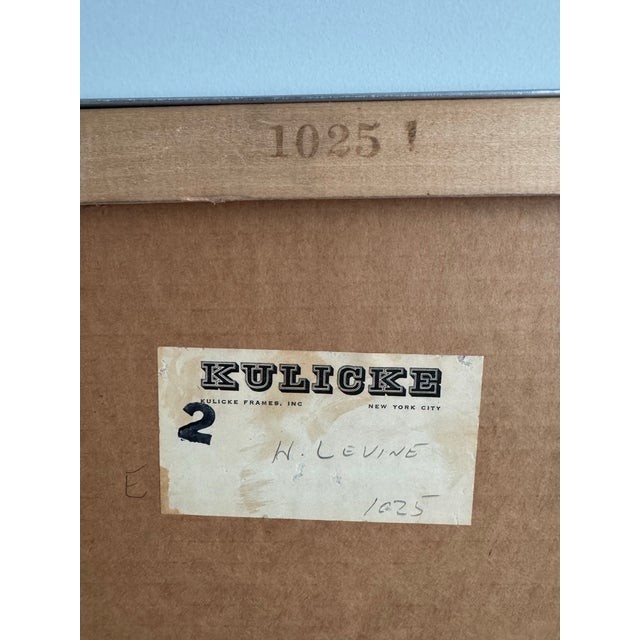 1025 !
KULICKE
KULICKE FRAMES, INC NEW YORK CITY
2
H. LEVINE
E
1025